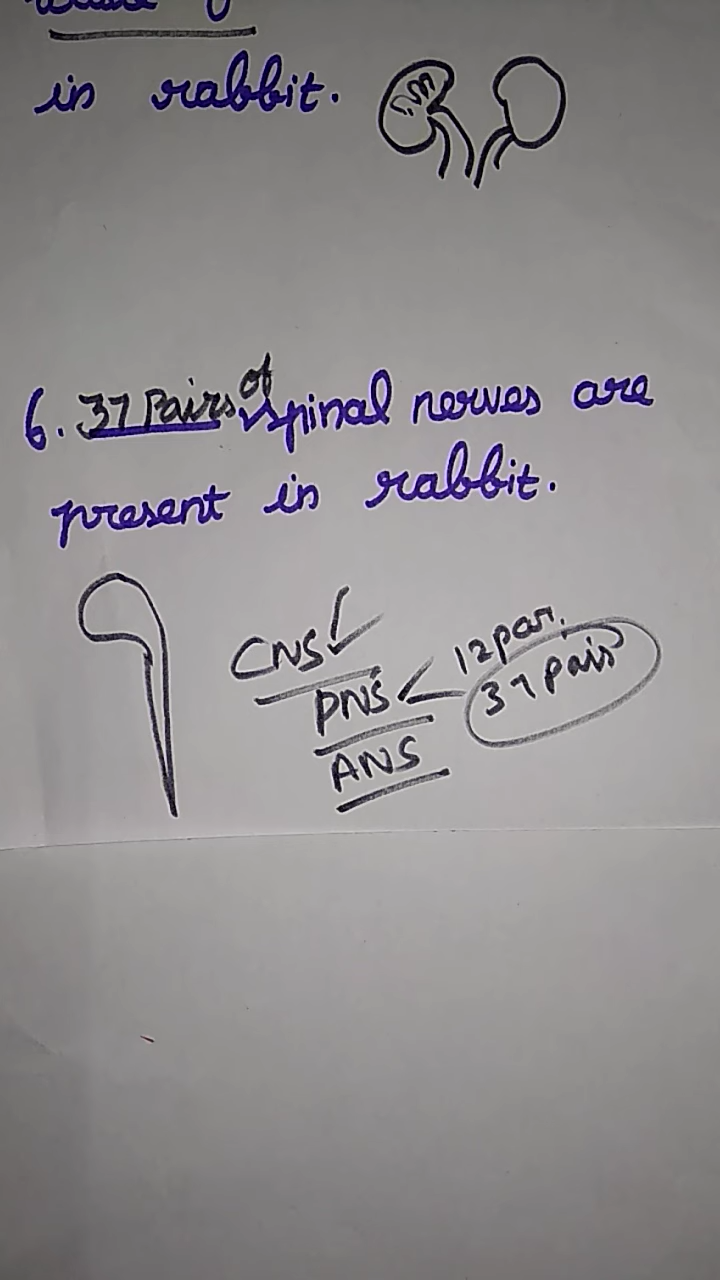 in rabbit.
6. 37 Pairs of spinal nerves are
present in rabbit.
CNS
PNS < 12 pair.
37 pair
ANS